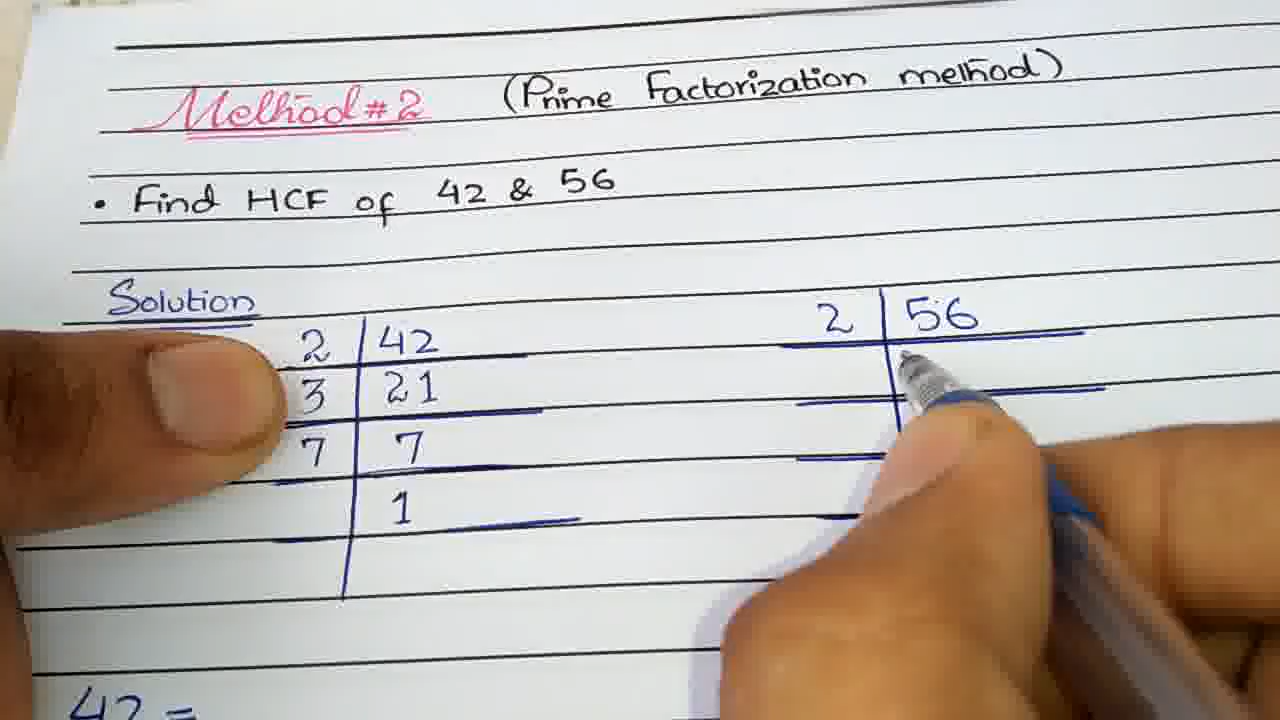 Method #2 (Prime Factorization method)
• Find HCF of 42 & 56
Solution
2 | 42
3 | 21
7 | 7
1
2 | 56
42 =